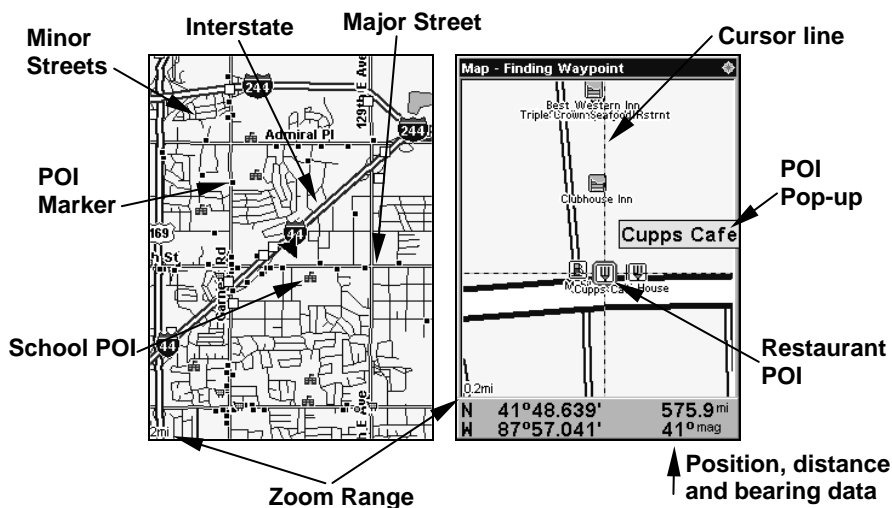 Minor
Streets
Interstate
Major Street
Cursor line
POI
Marker
School POI
Zoom Range
POI
Pop-up
Restaurant
POI
Position, distance
and bearing data
244
129th E Ave
Admiral Pl
244
169
h St
44
Garnett Rd
44
h E Ave
2mi
Map - Finding Waypoint
Best Western Inn
Triple Crown Seafood Rstrnt
Clubhouse Inn
Cupps Cafe
Cupps Caf House
0.2mi
N 41°48.639' 575.9mi
W 87°57.041' 41° mag